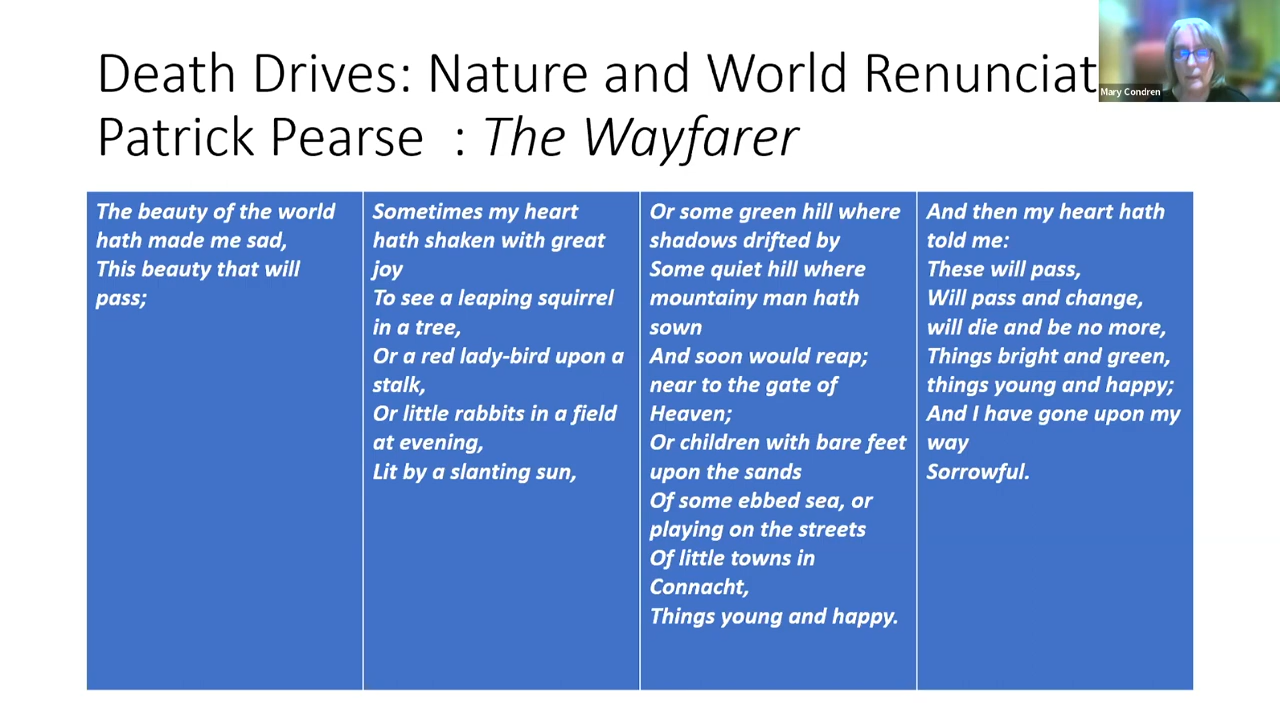 Death Drives: Nature and World Renunciat
Patrick Pearse : The Wayfarer
Mary Condren
The beauty of the world
hath made me sad,
This beauty that will
pass;
Sometimes my heart
hath shaken with great
joy
To see a leaping squirrel
in a tree,
Or a red lady-bird upon a
stalk,
Or little rabbits in a field
at evening,
Lit by a slanting sun,
Or some green hill where
shadows drifted by
Some quiet hill where
mountainy man hath
sown
And soon would reap;
near to the gate of
Heaven;
Or children with bare feet
upon the sands
Of some ebbed sea, or
playing on the streets
Of little towns in
Connacht,
Things young and happy.
And then my heart hath
told me:
These will pass,
Will pass and change,
will die and be no more,
Things bright and green,
things young and happy;
And I have gone upon my
way
Sorrowful.